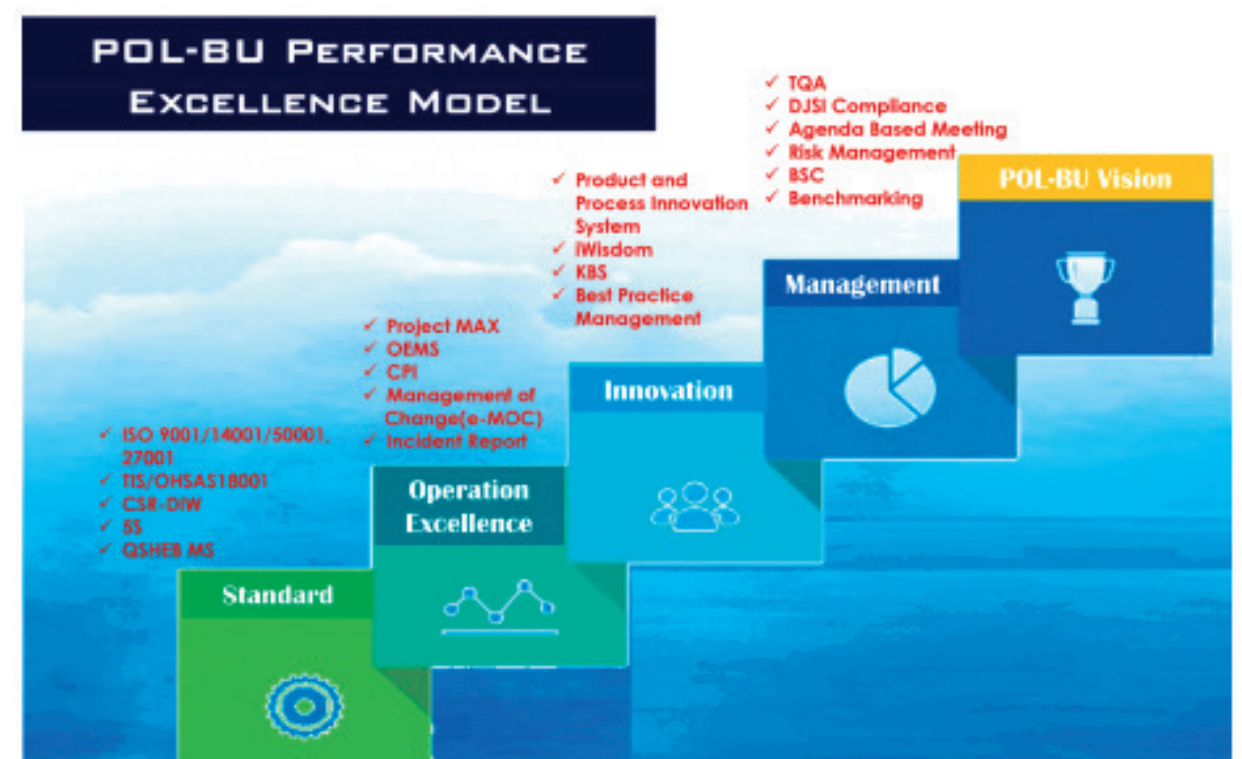 POL-BU PERFORMANCE
EXCELLENCE MODEL
✓ ISO 9001/14001/50001,
27001
✓ TIS/OHSAS18001
✓ CSR-DIW
✓ 5S
✓ QSHEB MS
Standard
✓ Project MAX
✓ OEMS
✓ CPI
✓ Management of
Change(e-MOC)
✓ Incident Report
Operation
Excellence
✓ Product and
Process Innovation
System
✓ iWisdom
✓ KBS
✓ Best Practice
Management
Innovation
✓ TQA
✓ DJSI Compliance
✓ Agenda Based Meeting
✓ Risk Management
✓ BSC
✓ Benchmarking
Management
POL-BU Vision